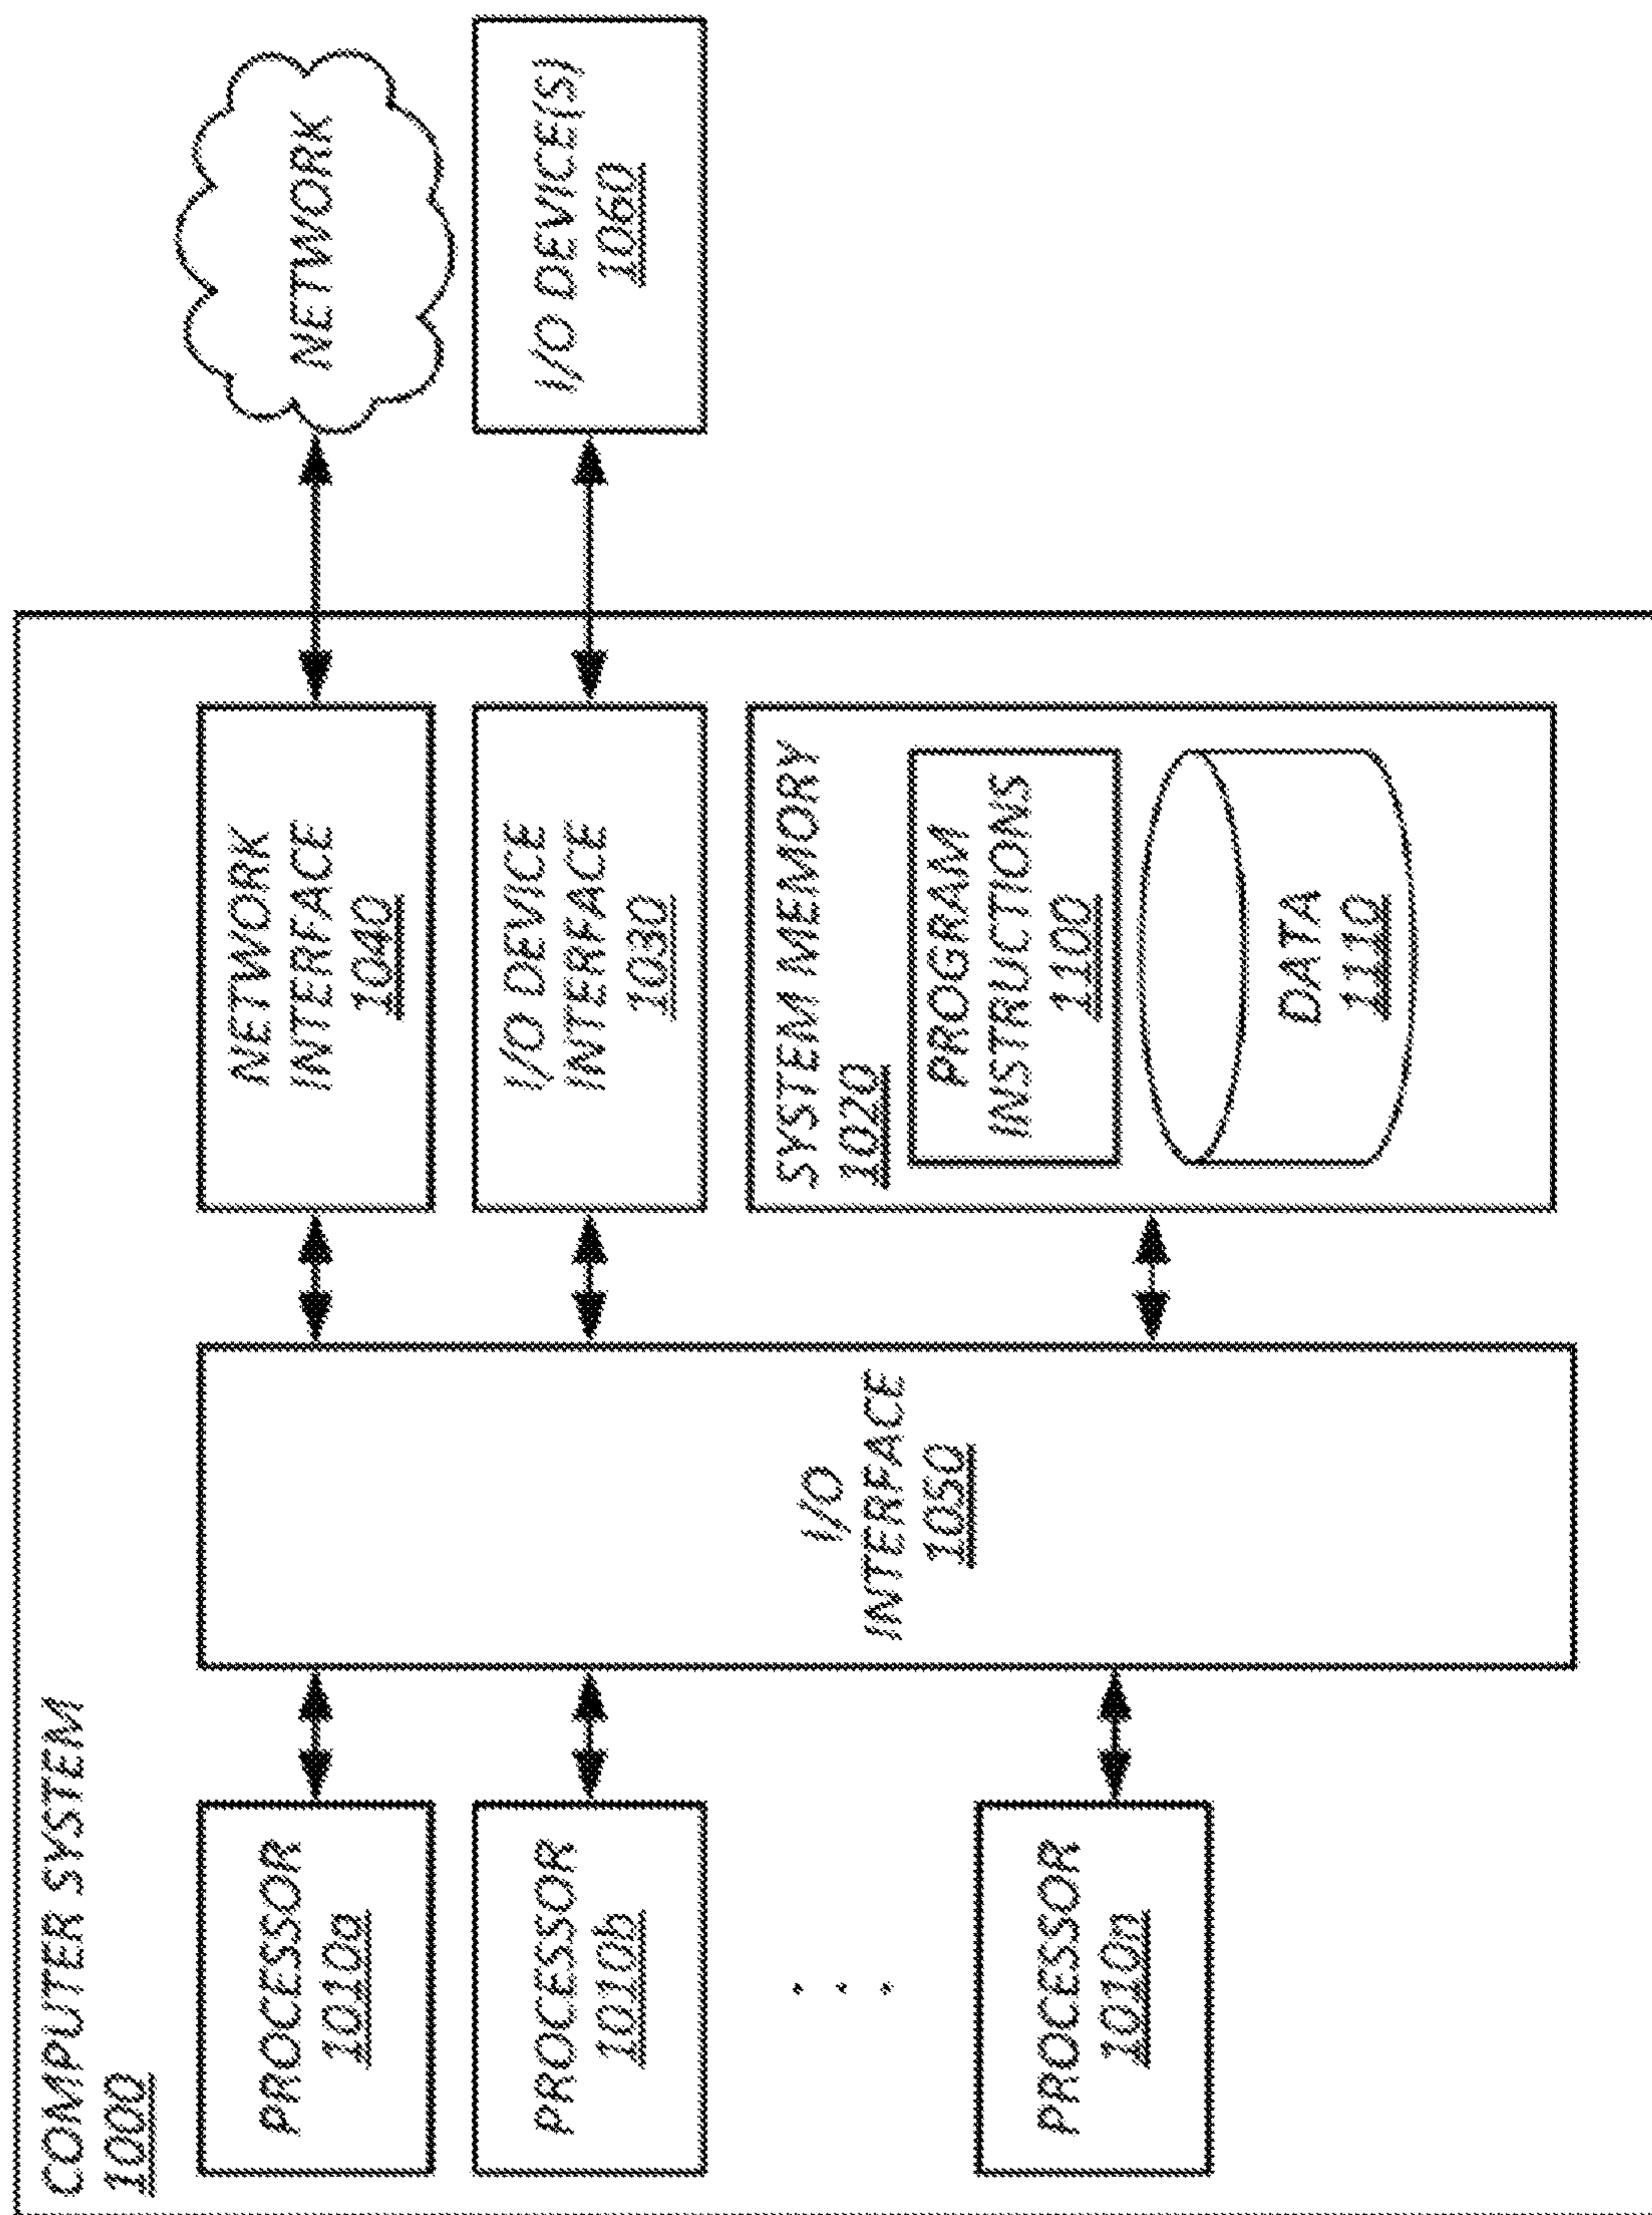 COMPUTER SYSTEM
1000
PROCESSOR
1010a
PROCESSOR
1010b
. . .
PROCESSOR
1010n
I/O
INTERFACE
1050
NETWORK
INTERFACE
1040
I/O DEVICE
INTERFACE
1030
SYSTEM MEMORY
1020
PROGRAM
INSTRUCTIONS
1100
DATA
1110
NETWORK
I/O DEVICE(S)
1060